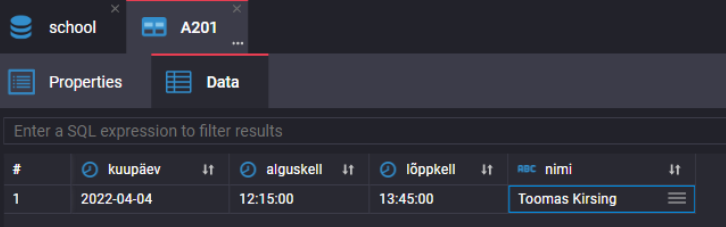 school
A201
...
Properties
Data
Enter a SQL expression to filter results
# kuupäev alguskell lõppkell ABC nimi
1 2022-04-04 12:15:00 13:45:00 Toomas Kirsing